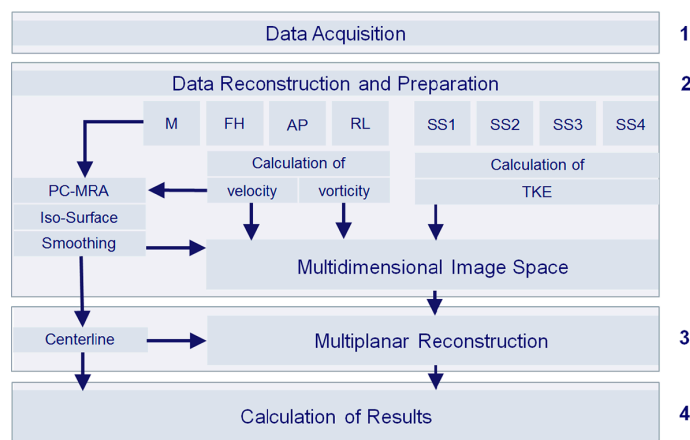 Data Acquisition 1
Data Reconstruction and Preparation 2
M FH AP RL SS1 SS2 SS3 SS4
Calculation of Calculation of
PC-MRA velocity vorticity TKE
Iso-Surface
Smoothing
Multidimensional Image Space
Centerline Multiplanar Reconstruction 3
Calculation of Results 4